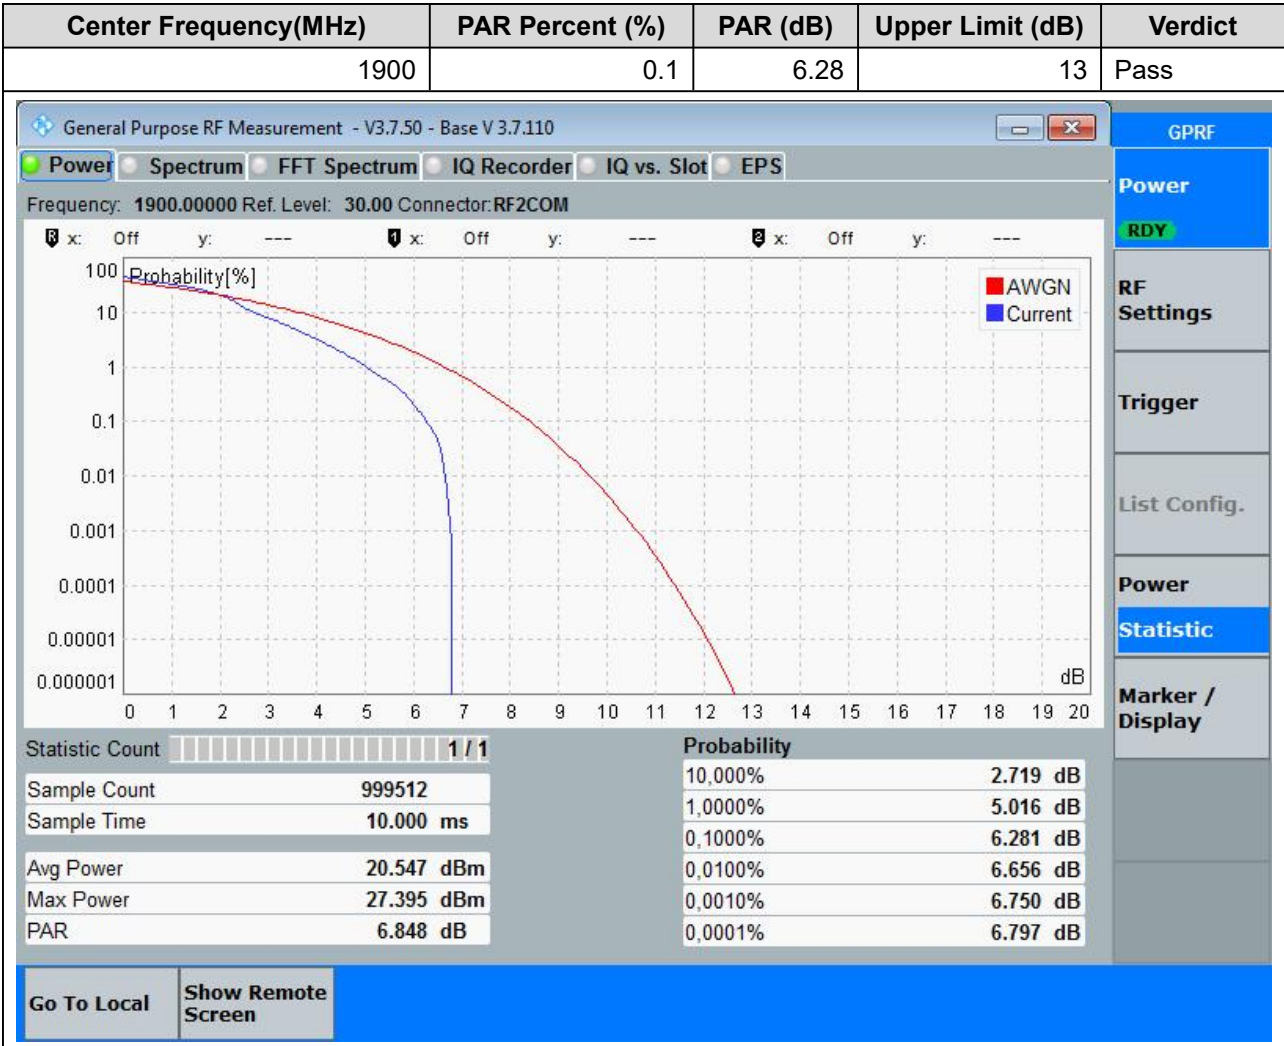 Center Frequency(MHz) PAR Percent (%) PAR (dB) Upper Limit (dB) Verdict
1900 0.1 6.28 13 Pass
General Purpose RF Measurement - V3.7.50 - Base V 3.7.110
GPRF
Power Spectrum FFT Spectrum IQ Recorder IQ vs. Slot EPS
Power
RDY
Frequency: 1900.00000 Ref. Level: 30.00 Connector: RF2COM
R x: Off y: --- 1 x: Off y: --- 2 x: Off y: ---
Probability[%]
AWGN
Current
100
10
1
0.1
0.01
0.001
0.0001
0.00001
0.000001
dB
0 1 2 3 4 5 6 7 8 9 10 11 12 13 14 15 16 17 18 19 20
RF
Settings
Trigger
List Config.
Power
Statistic
Marker /
Display
Statistic Count 1 / 1
Sample Count 999512
Sample Time 10.000 ms
Avg Power 20.547 dBm
Max Power 27.395 dBm
PAR 6.848 dB
Probability
10,000% 2.719 dB
1,0000% 5.016 dB
0,1000% 6.281 dB
0,0100% 6.656 dB
0,0010% 6.750 dB
0,0001% 6.797 dB
Go To Local
Show Remote
Screen